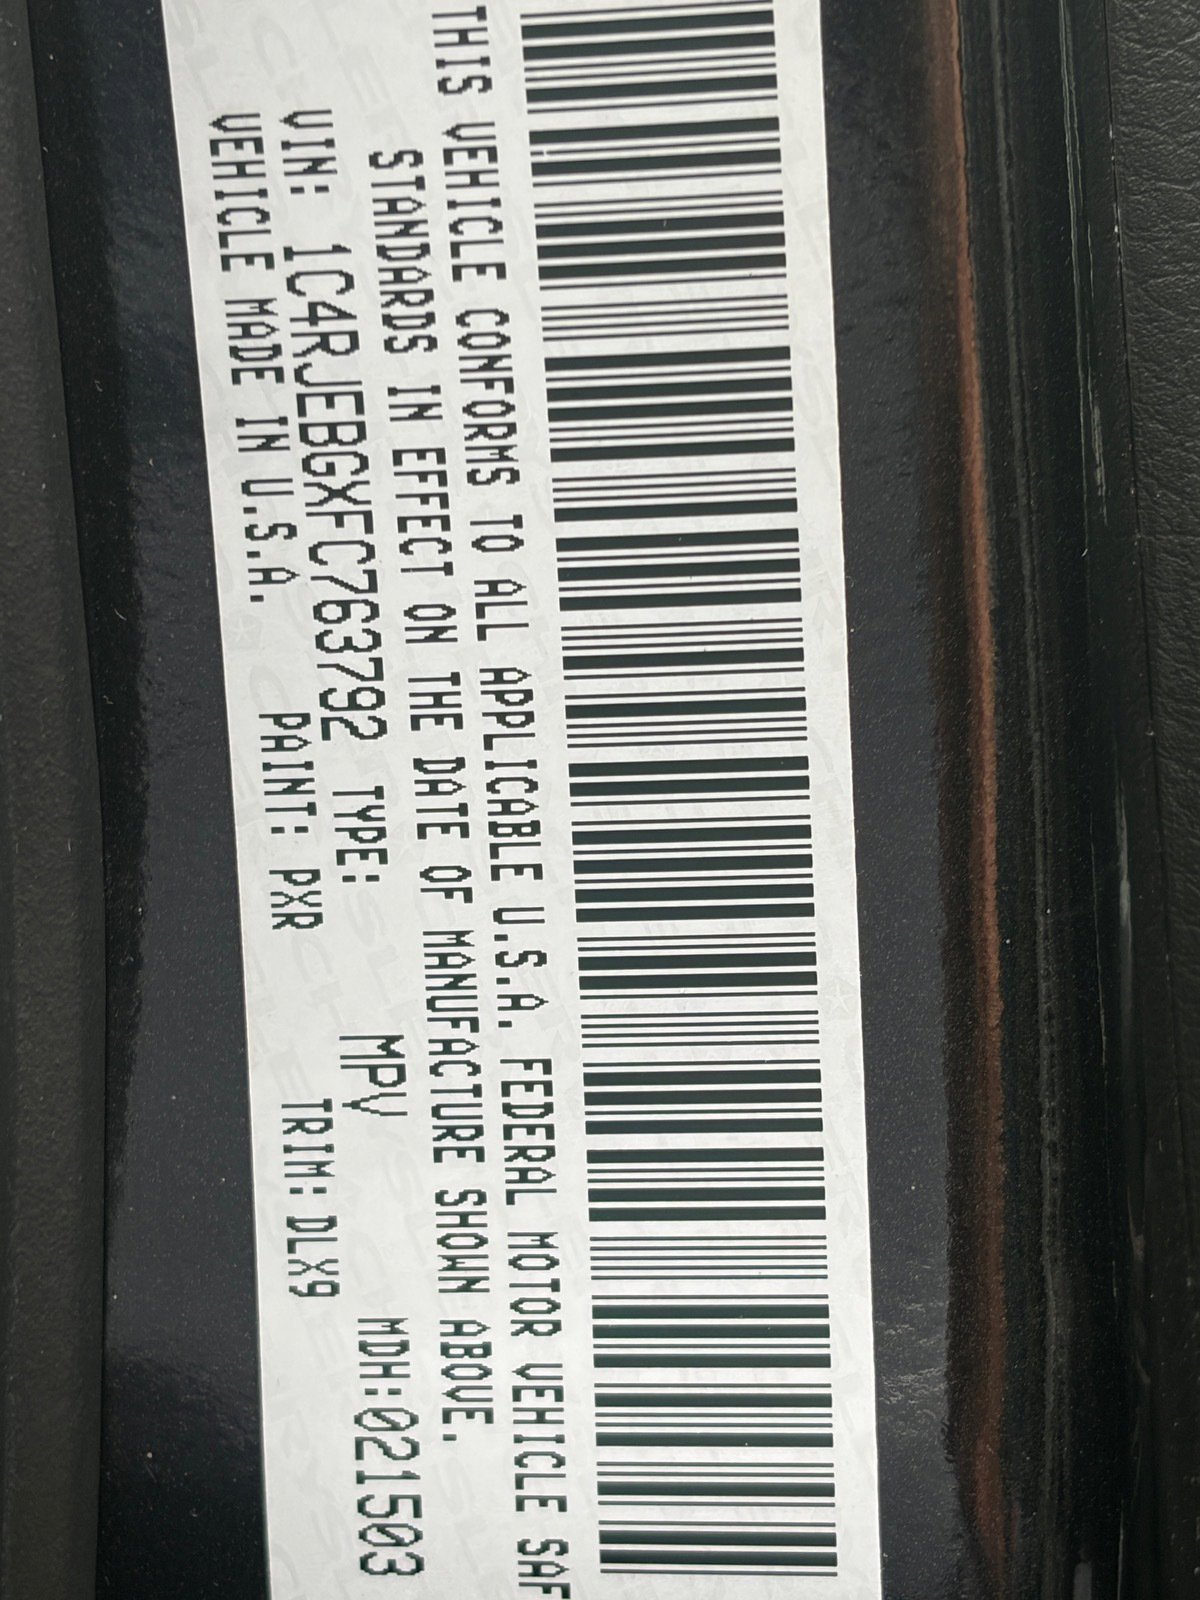 THIS VEHICLE CONFORMS TO ALL APPLICABLE U.S.A. FEDERAL MOTOR VEHICLE SAF
STANDARDS IN EFFECT ON THE DATE OF MANUFACTURE SHOWN ABOVE.
VIN: 1C4RJEBGXFC763792 TYPE: MPV MDH:021503
VEHICLE MADE IN U.S.A. PAINT: PXR TRIM: DLX9